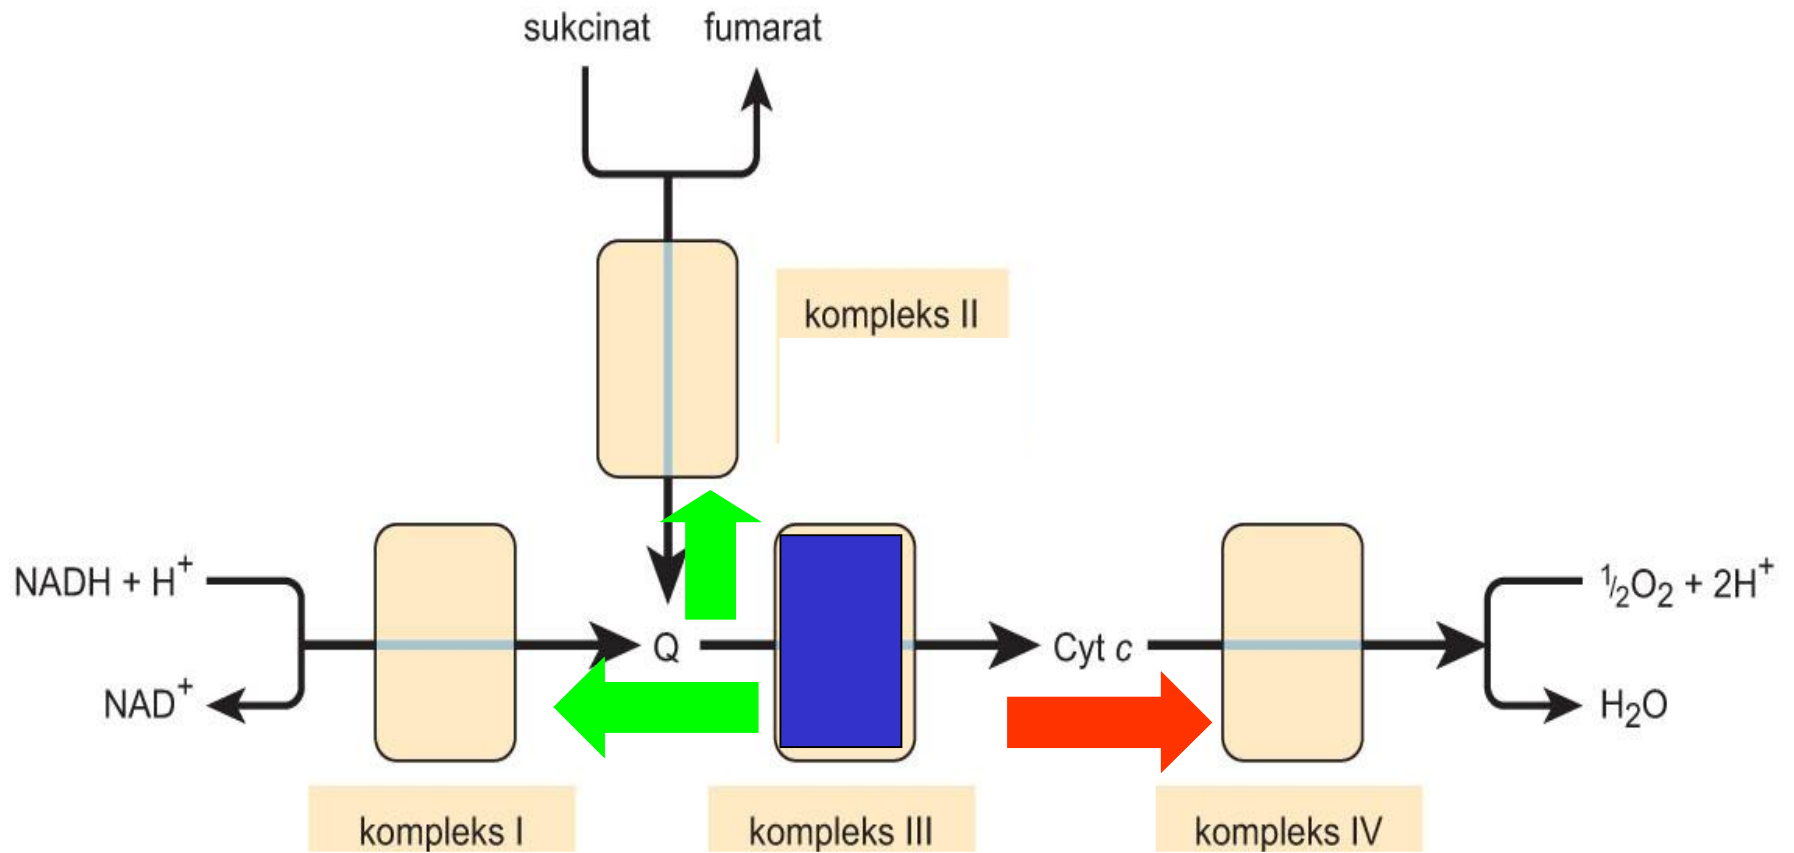 sukcinat fumarat
kompleks II
NADH + H⁺
NAD⁺
Q
Cyt c
½O₂ + 2H⁺
H₂O
kompleks I
kompleks III
kompleks IV